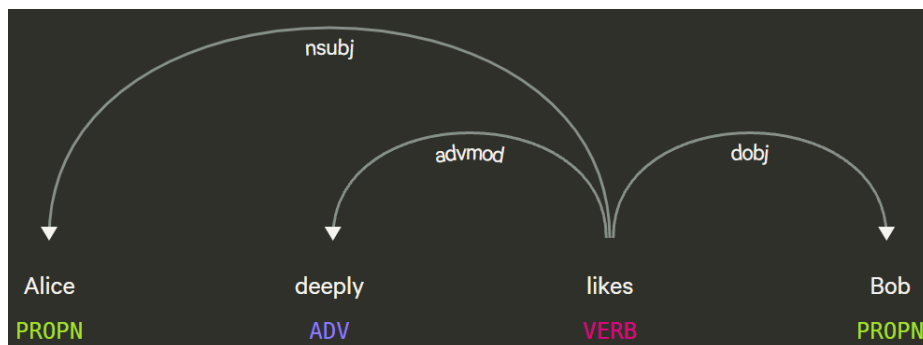 nsubj
advmod dobj
Alice deeply likes Bob
PROPN ADV VERB PROPN